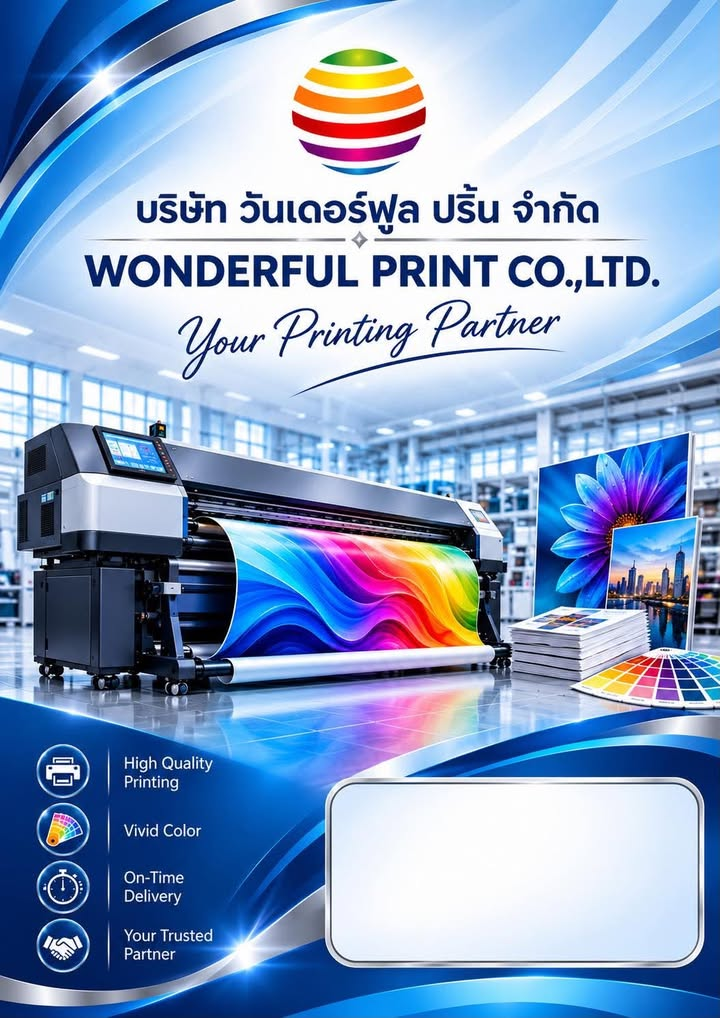 บริษัท วันเดอร์ฟูล ปริ้น จำกัด
WONDERFUL PRINT CO.,LTD.
Your Printing Partner
High Quality
Printing
Vivid Color
On-Time
Delivery
Your Trusted
Partner